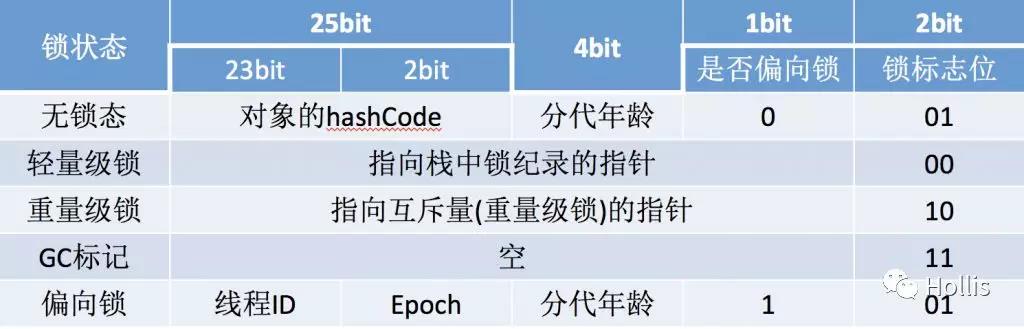 锁状态 25bit 4bit 1bit 2bit
23bit 2bit 是否偏向锁 锁标志位
无锁态 对象的hashCode 分代年龄 0 01
轻量级锁 指向栈中锁纪录的指针 00
重量级锁 指向互斥量(重量级锁)的指针 10
GC标记 空 11
偏向锁 线程ID Epoch 分代年龄 1 01
Hollis